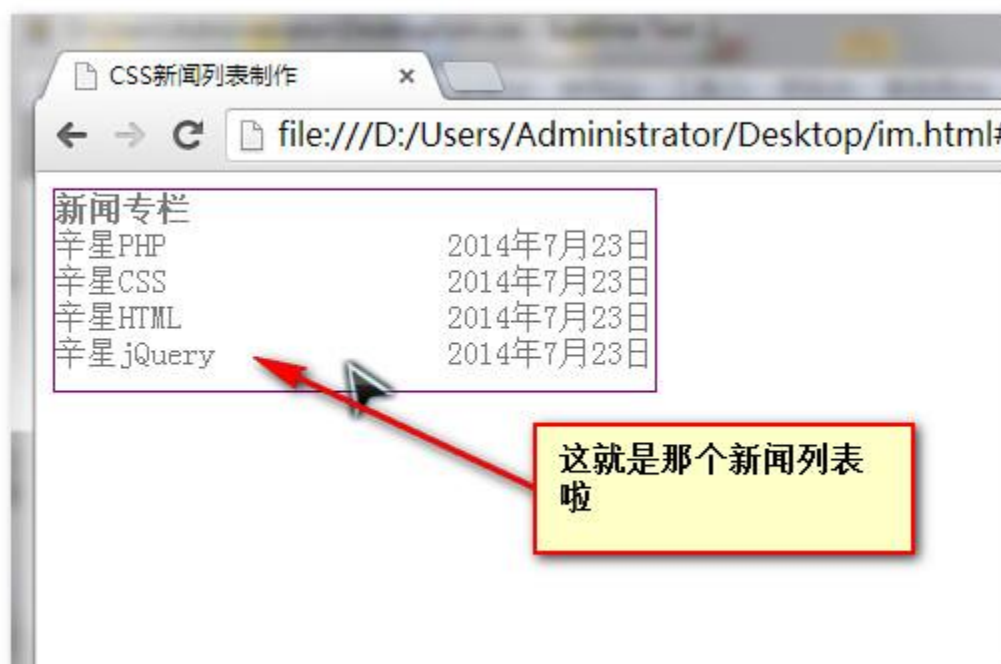 CSS新闻列表制作
file:///D:/Users/Administrator/Desktop/im.html#
新闻专栏
辛星PHP 2014年7月23日
辛星CSS 2014年7月23日
辛星HTML 2014年7月23日
辛星jQuery 2014年7月23日
这就是那个新闻列表
啦